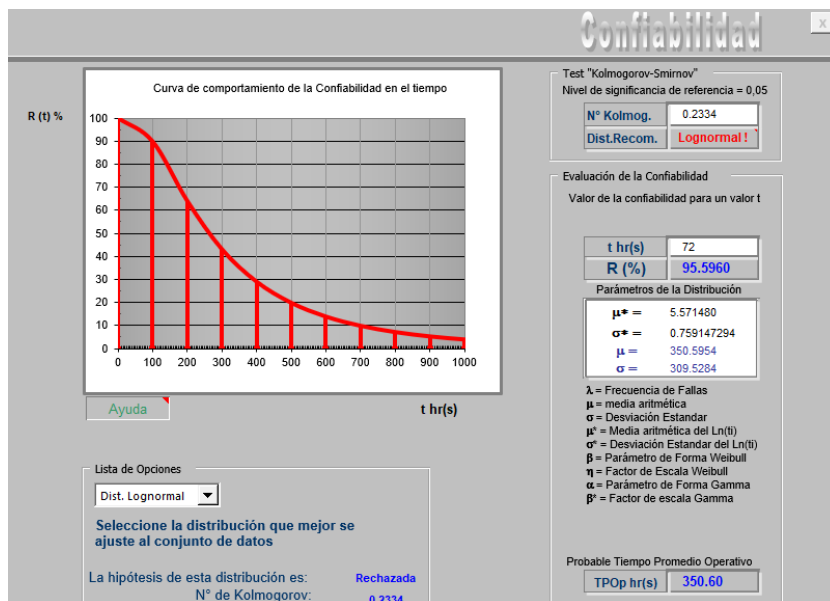 Confiabilidad
x
Curva de comportamiento de la Confiabilidad en el tiempo
R (t) %
100
90
80
70
60
50
40
30
20
10
0
0 100 200 300 400 500 600 700 800 900 1000
Ayuda
t hr(s)
Lista de Opciones
Dist. Lognormal
Seleccione la distribución que mejor se
ajuste al conjunto de datos
La hipótesis de esta distribución es: Rechazada
N° de Kolmogorov: 0.2334
Test "Kolmogorov-Smirnov"
Nivel de significancia de referencia = 0,05
N° Kolmog. 0.2334
Dist.Recom. Lognormal !
Evaluación de la Confiabilidad
Valor de la confiabilidad para un valor t
t hr(s) 72
R (%) 95.5960
Parámetros de la Distribución
μ* = 5.571480
σ* = 0.759147294
μ = 350.5954
σ = 309.5284
λ = Frecuencia de Fallas
μ = media aritmética
σ = Desviación Estandar
μ* = Media aritmética del Ln(ti)
σ* = Desviación Estandar del Ln(ti)
β = Parámetro de Forma Weibull
η = Factor de Escala Weibull
α = Parámetro de Forma Gamma
β* = Factor de escala Gamma
Probable Tiempo Promedio Operativo
TPOp hr(s) 350.60